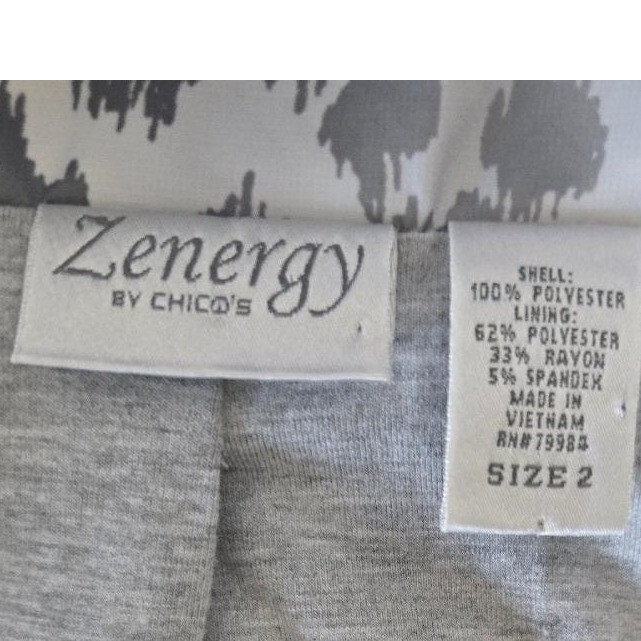 Zenergy
BY CHICO'S
SHELL:
100% POLYESTER
LINING:
62% POLYESTER
33% RAYON
5% SPANDEX
MADE IN
VIETNAM
RN#79984
SIZE 2